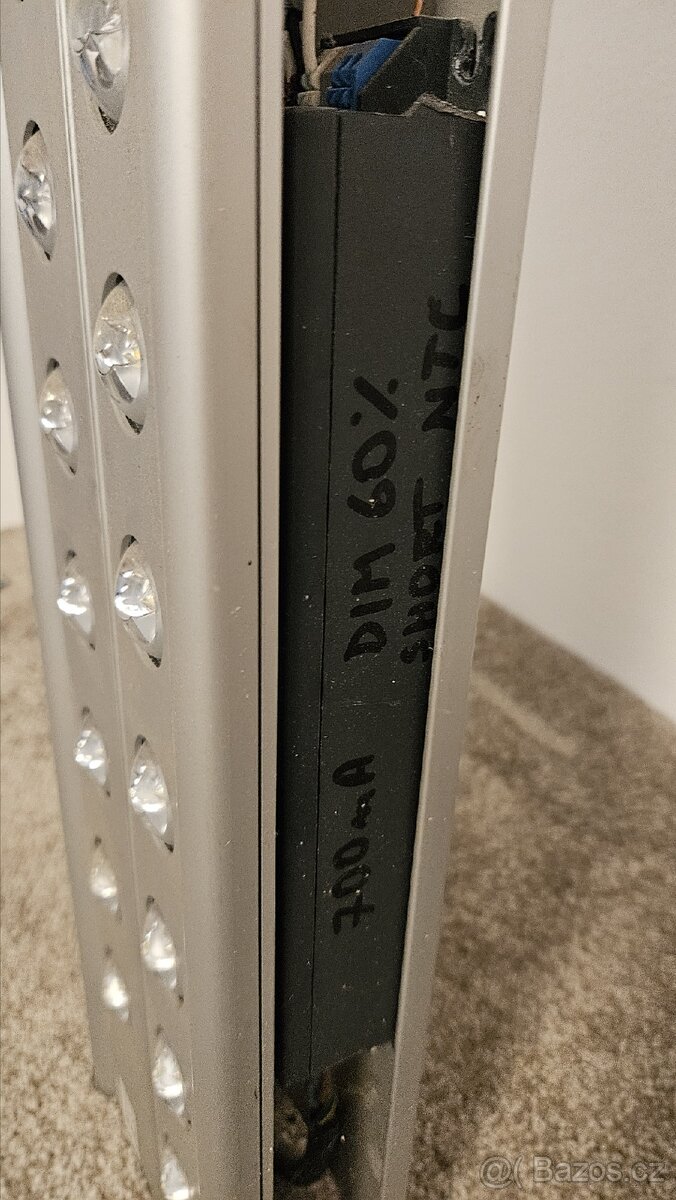 700mA DIM 60%
SHORT NTC
@( Bazos.cz